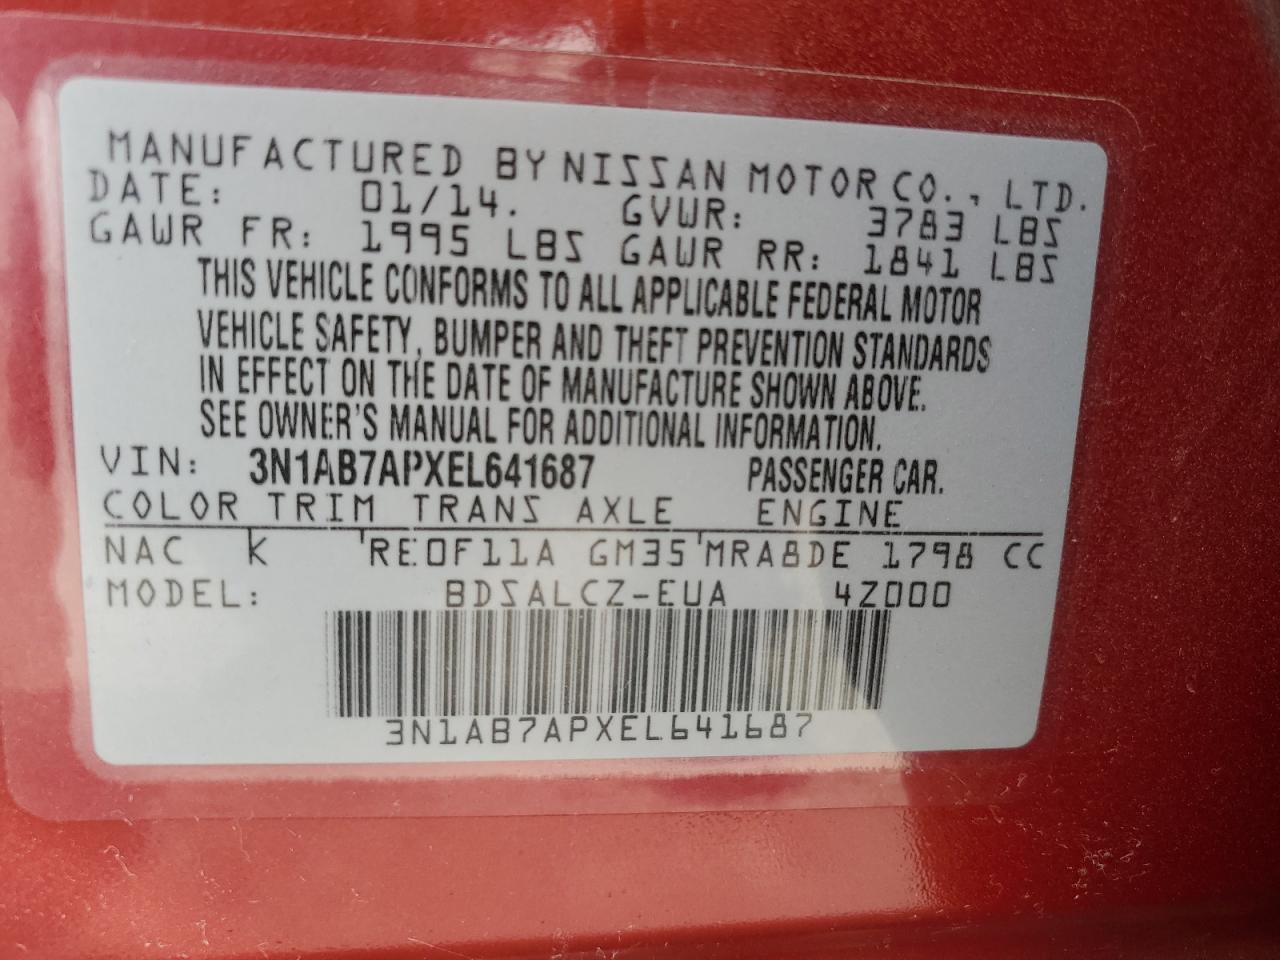 MANUFACTURED BY NISSAN MOTOR CO., LTD.
DATE: 01/14. GVWR: 3783 LBS
GAWR FR: 1995 LBS GAWR RR: 1841 LBS
THIS VEHICLE CONFORMS TO ALL APPLICABLE FEDERAL MOTOR
VEHICLE SAFETY, BUMPER AND THEFT PREVENTION STANDARDS
IN EFFECT ON THE DATE OF MANUFACTURE SHOWN ABOVE.
SEE OWNER'S MANUAL FOR ADDITIONAL INFORMATION.
VIN: 3N1AB7APXEL641687 PASSENGER CAR.
COLOR TRIM TRANS AXLE ENGINE
NAC K 'RE0F11A GM35'MRA8DE 1798 CC
MODEL: BDSALCZ-EUA 4Z000
3N1AB7APXEL641687